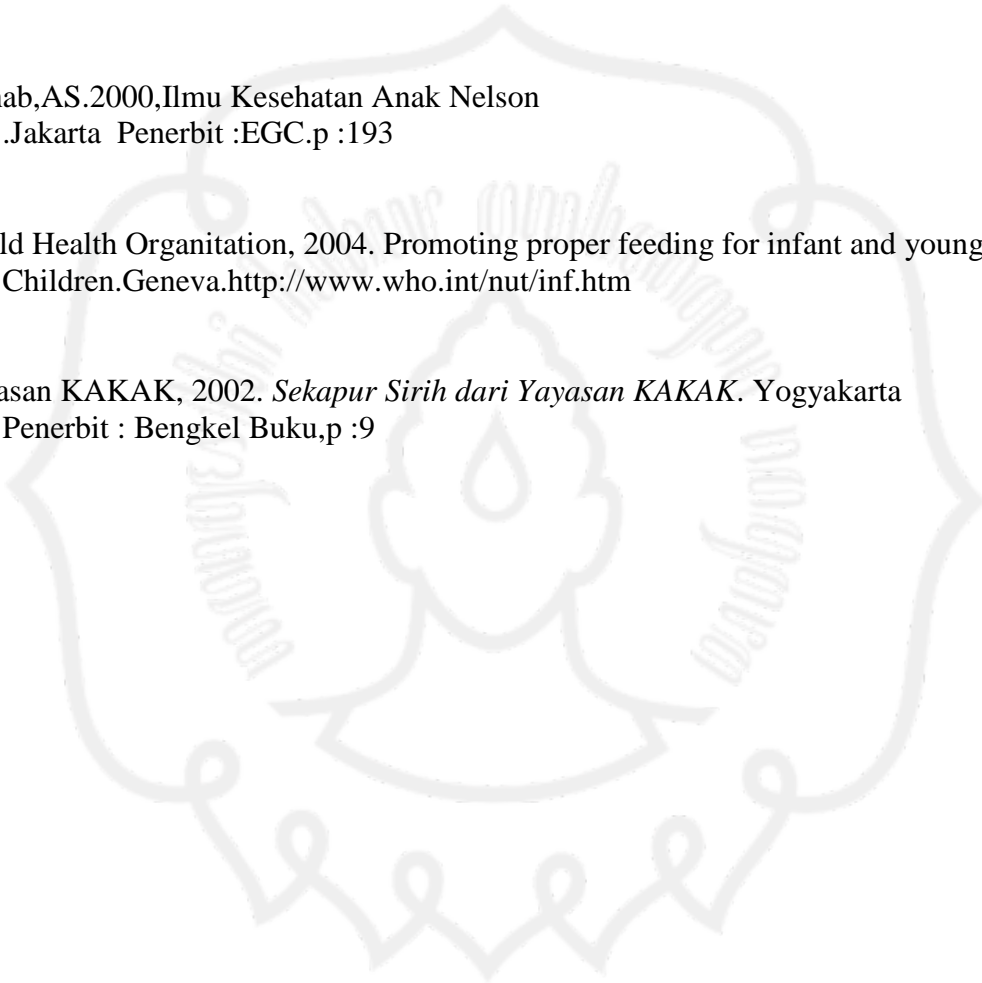 ab,AS.2000,Ilmu Kesehatan Anak Nelson
.Jakarta  Penerbit :EGC.p :193
ld Health Organitation, 2004. Promoting proper feeding for infant and young
Children.Geneva.http://www.who.int/nut/inf.htm
asan KAKAK, 2002. Sekapur Sirih dari Yayasan KAKAK. Yogyakarta
Penerbit : Bengkel Buku,p :9